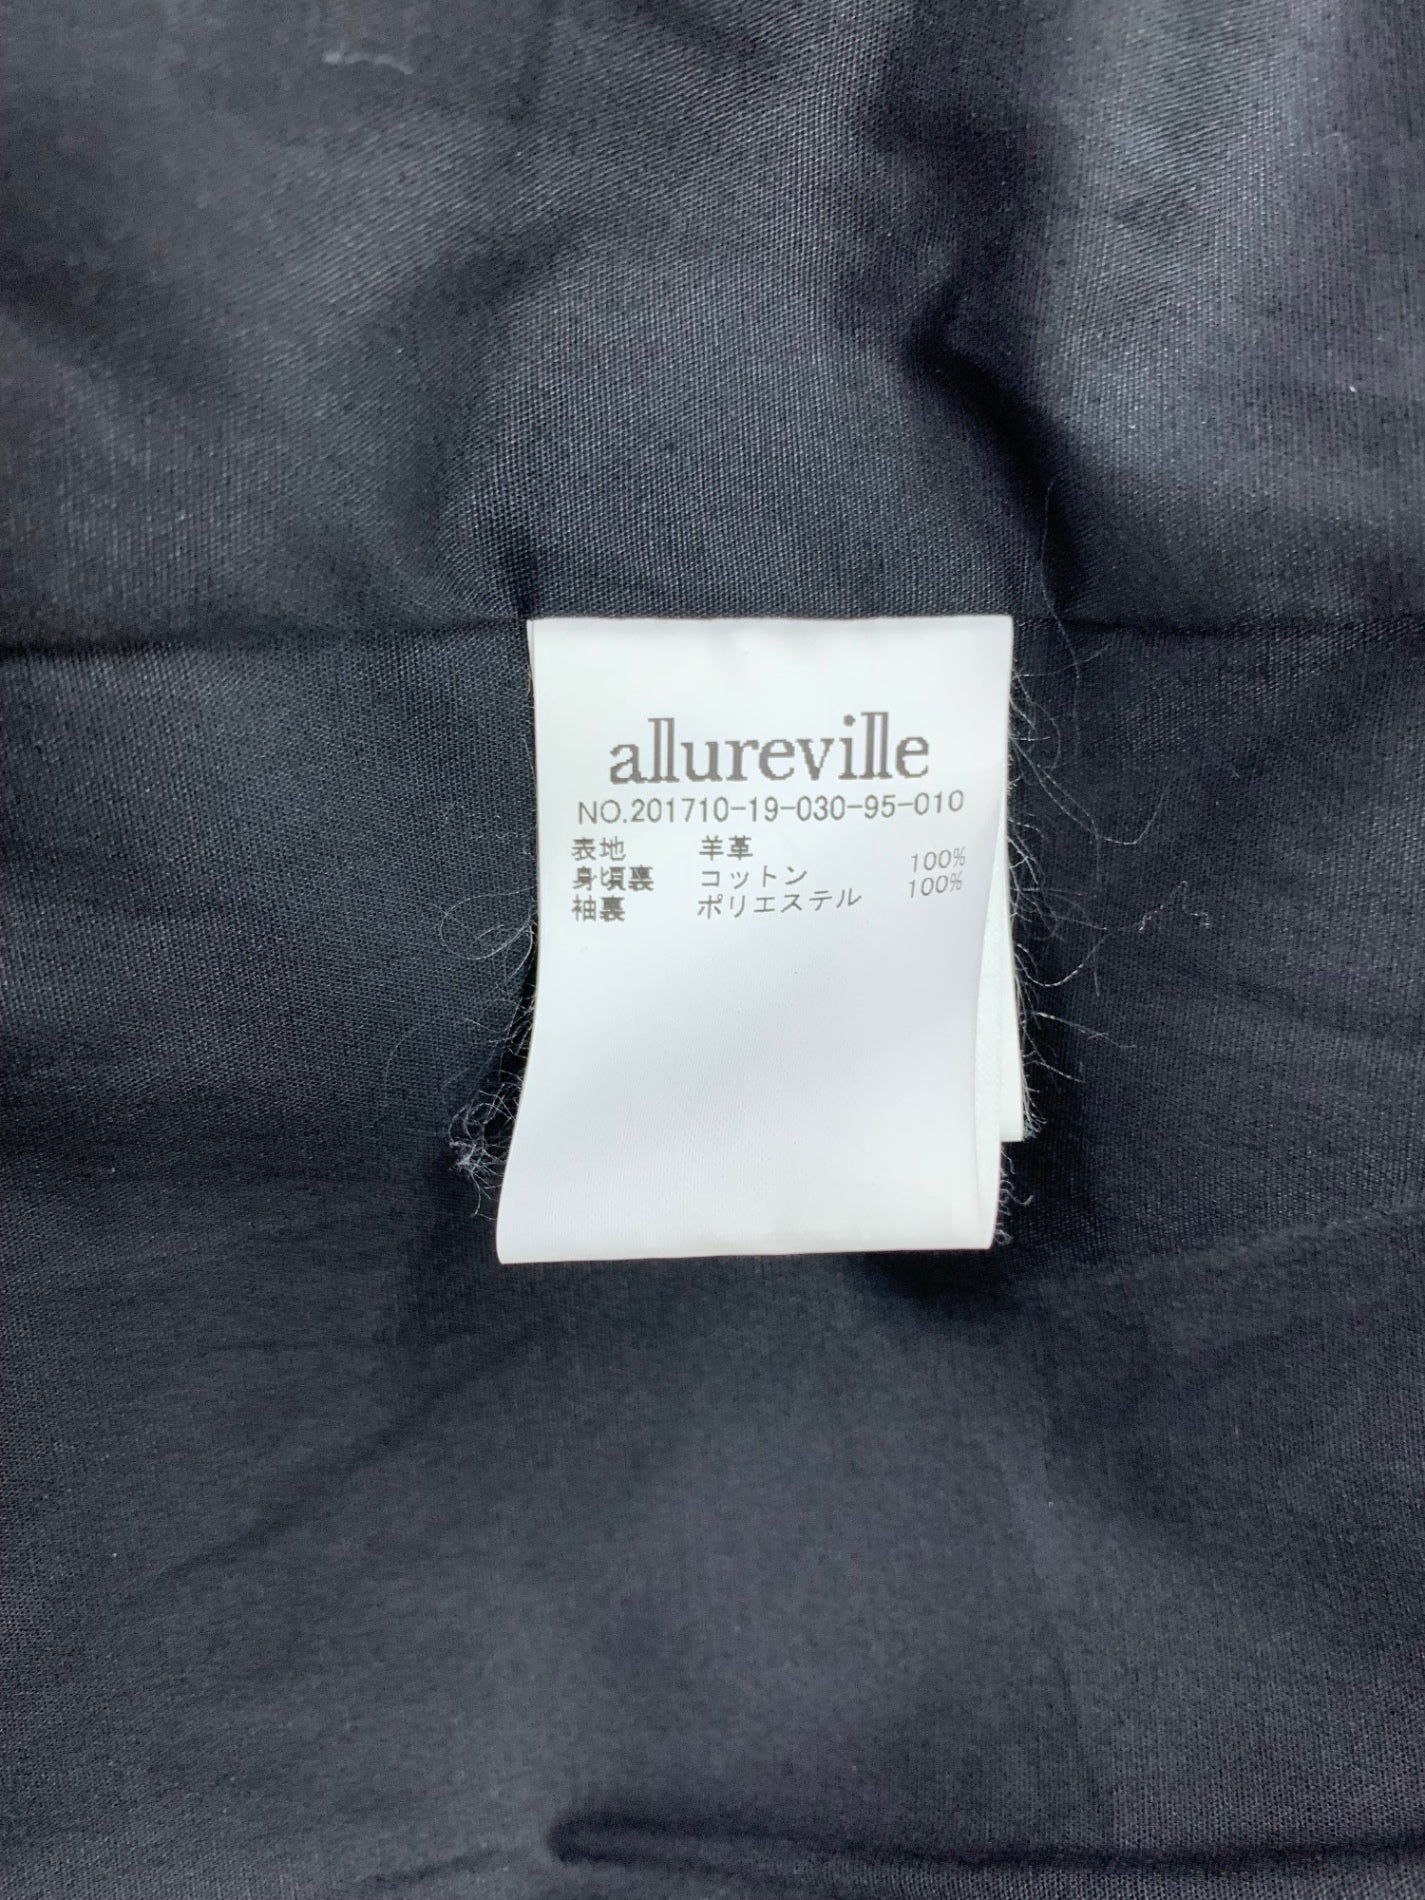 allureville
NO.201710-19-030-95-010
表地 羊革
身頃裏 コットン 100%
袖裏 ポリエステル 100%